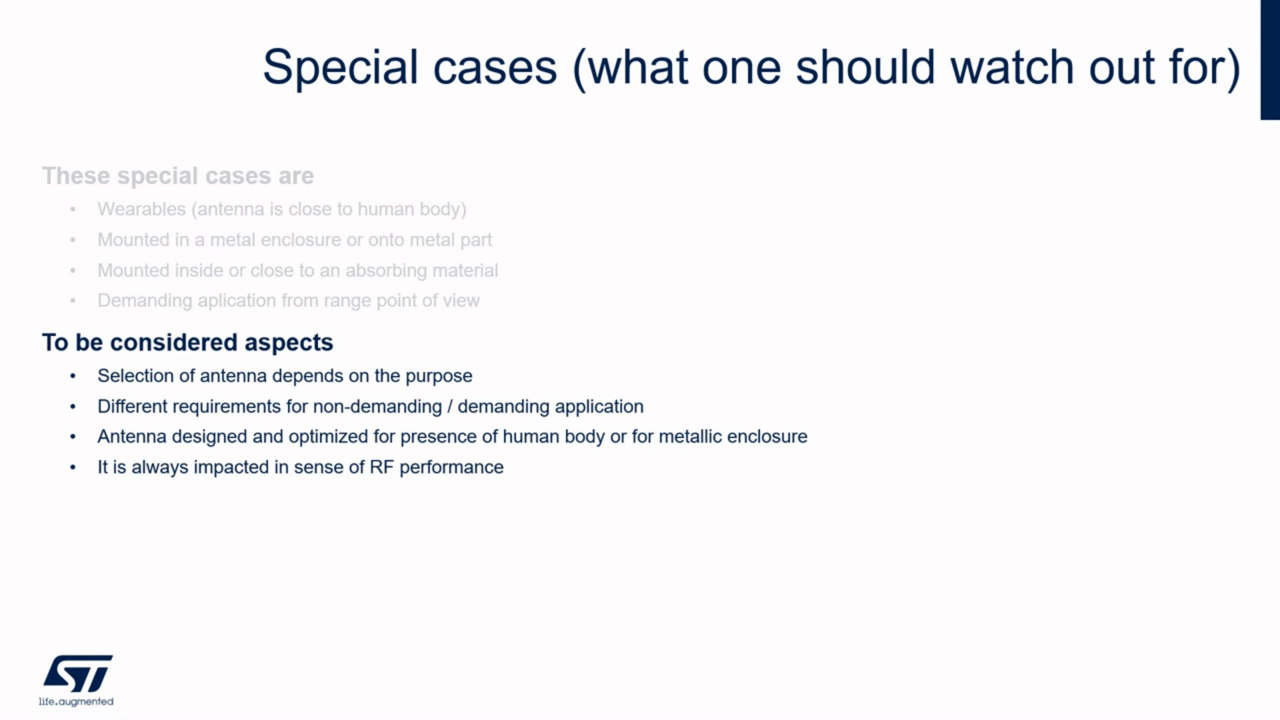 Special cases (what one should watch out for)
These special cases are
• Wearables (antenna is close to human body)
• Mounted in a metal enclosure or onto metal part
• Mounted inside or close to an absorbing material
• Demanding aplication from range point of view
To be considered aspects
• Selection of antenna depends on the purpose
• Different requirements for non-demanding / demanding application
• Antenna designed and optimized for presence of human body or for metallic enclosure
• It is always impacted in sense of RF performance
ST
life.augmented